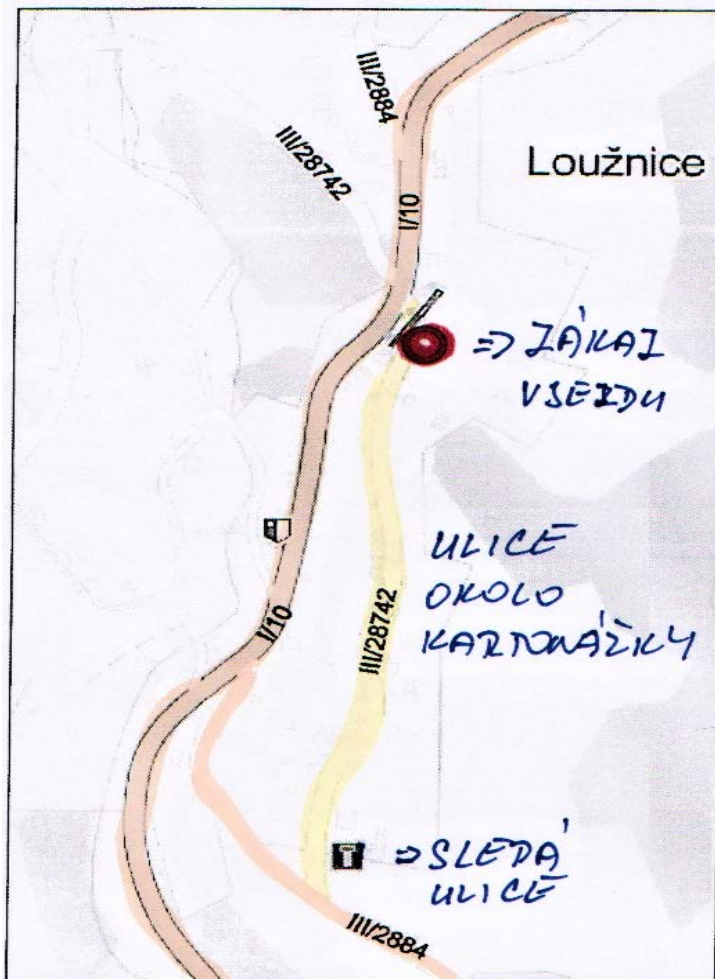 III/2884
III/28742
Loužnice
I/10
⇒ ZÁKAZ
VJEZDU
ULICE
OKOLO
KARTONÁŽKY
III/28742
I/10
⇒ SLEPÁ
ULICE
III/2884